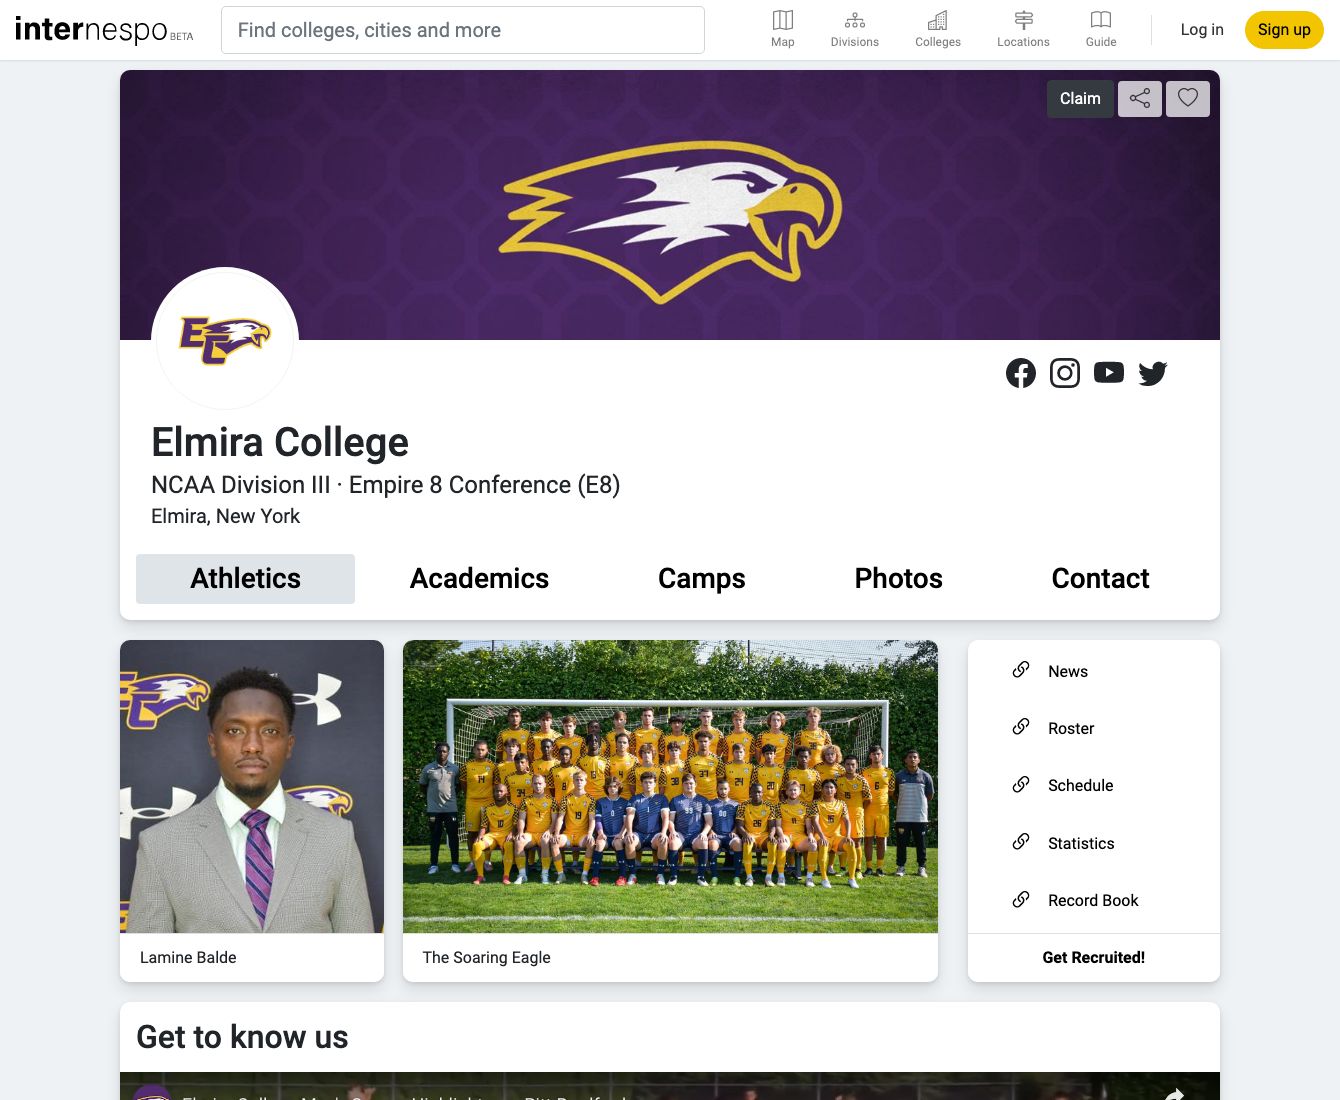 internespo BETA
Find colleges, cities and more
Map
Divisions
Colleges
Locations
Guide
Log in
Sign up
Claim
EC
Elmira College
NCAA Division III · Empire 8 Conference (E8)
Elmira, New York
Athletics
Academics
Camps
Photos
Contact
Lamine Balde
The Soaring Eagle
News
Roster
Schedule
Statistics
Record Book
Get Recruited!
Get to know us